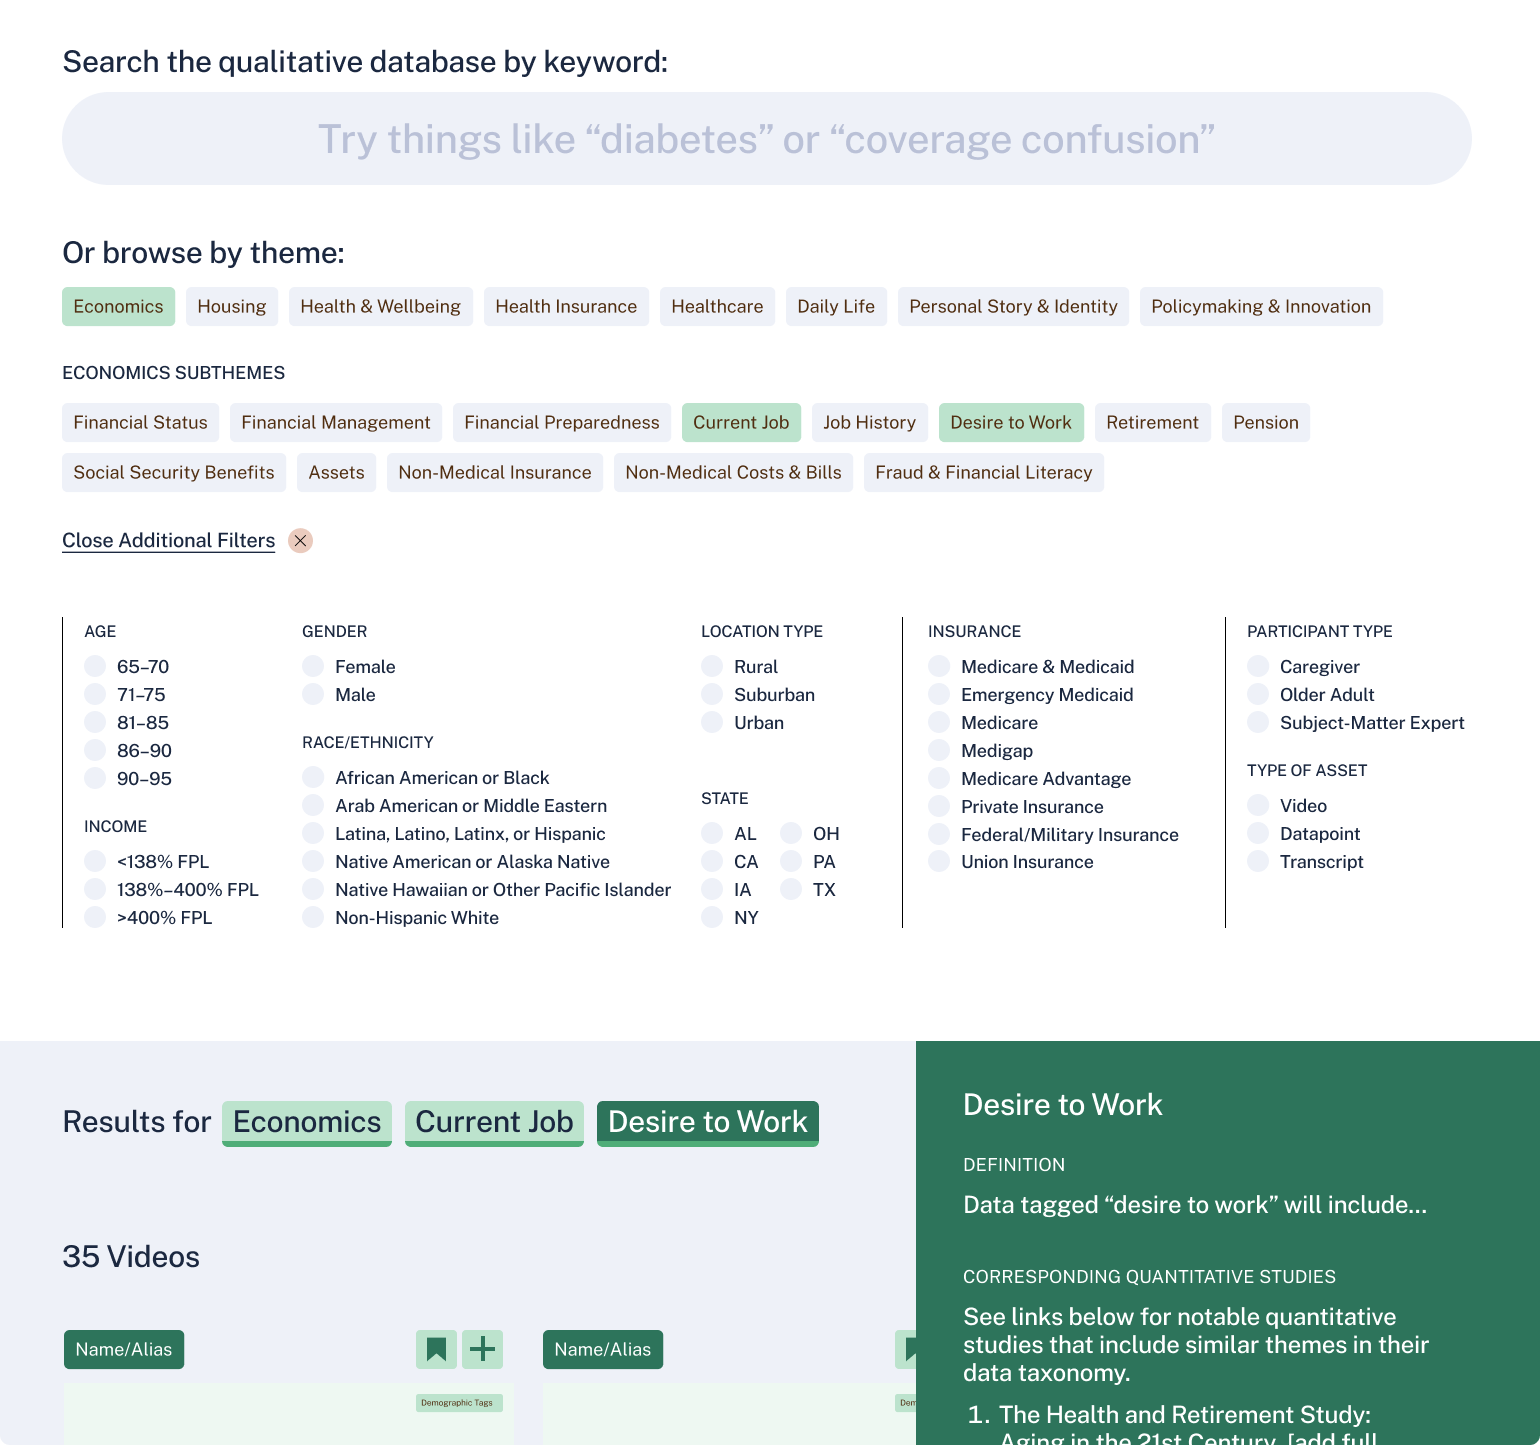 Search the qualitative database by keyword:
Try things like “diabetes” or “coverage confusion”
Or browse by theme:
Economics
Housing
Health & Wellbeing
Health Insurance
Healthcare
Daily Life
Personal Story & Identity
Policymaking & Innovation
ECONOMICS SUBTHEMES
Financial Status
Financial Management
Financial Preparedness
Current Job
Job History
Desire to Work
Retirement
Pension
Social Security Benefits
Assets
Non-Medical Insurance
Non-Medical Costs & Bills
Fraud & Financial Literacy
Close Additional Filters
AGE
65–70
71–75
81–85
86–90
90–95
INCOME
<138% FPL
138%–400% FPL
>400% FPL
GENDER
Female
Male
RACE/ETHNICITY
African American or Black
Arab American or Middle Eastern
Latina, Latino, Latinx, or Hispanic
Native American or Alaska Native
Native Hawaiian or Other Pacific Islander
Non-Hispanic White
LOCATION TYPE
Rural
Suburban
Urban
STATE
AL
CA
IA
NY
OH
PA
TX
INSURANCE
Medicare & Medicaid
Emergency Medicaid
Medicare
Medigap
Medicare Advantage
Private Insurance
Federal/Military Insurance
Union Insurance
PARTICIPANT TYPE
Caregiver
Older Adult
Subject-Matter Expert
TYPE OF ASSET
Video
Datapoint
Transcript
Results for Economics Current Job Desire to Work
35 Videos
Name/Alias
Demographic Tags
Name/Alias
Dem
Desire to Work
DEFINITION
Data tagged “desire to work” will include...
CORRESPONDING QUANTITATIVE STUDIES
See links below for notable quantitative
studies that include similar themes in their
data taxonomy.
1. The Health and Retirement Study:
Aging in the 21st Century. [add full